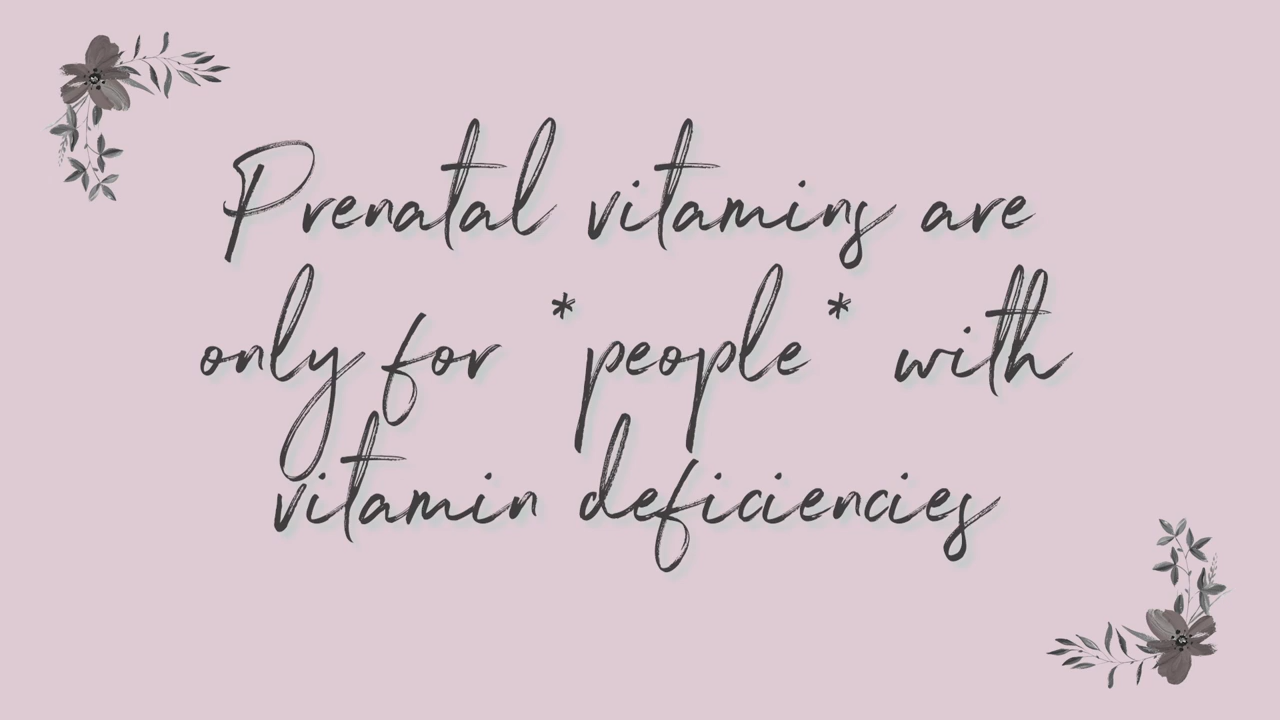 Prenatal vitamins are
only for *people* with
vitamin deficiencies